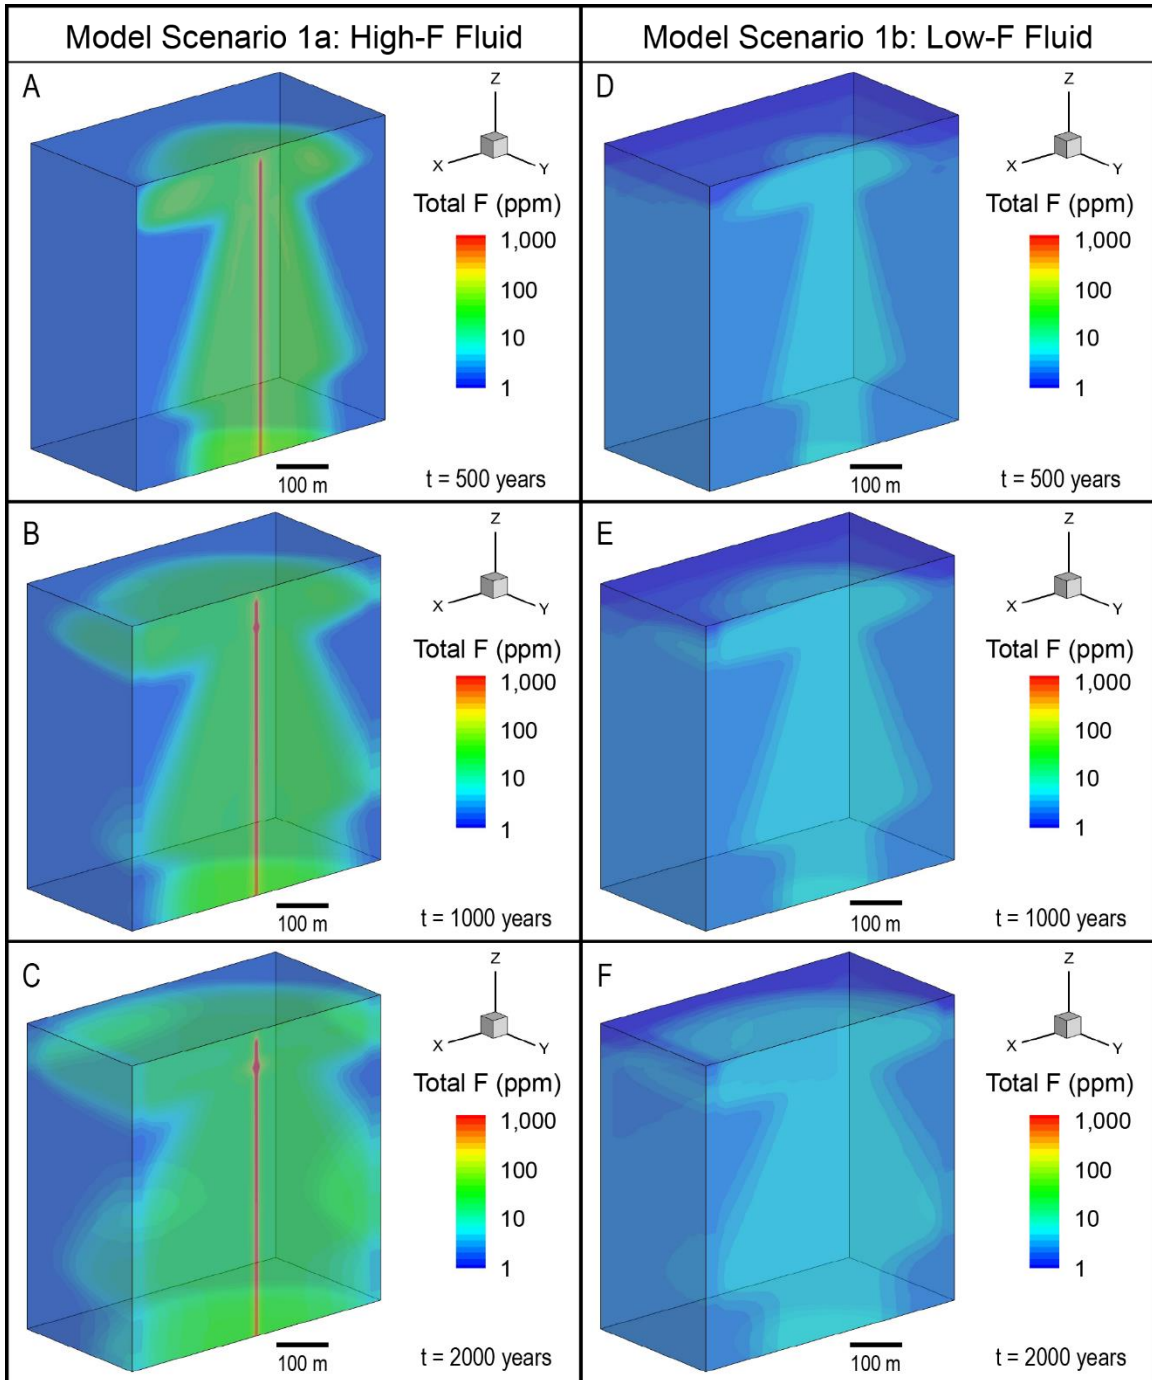 Model Scenario 1a: High-F Fluid
Model Scenario 1b: Low-F Fluid
A
Z
X
Y
Total F (ppm)
1,000
100
10
1
100 m
t = 500 years
D
Z
X
Y
Total F (ppm)
1,000
100
10
1
100 m
t = 500 years
B
Z
X
Y
Total F (ppm)
1,000
100
10
1
100 m
t = 1000 years
E
Z
X
Y
Total F (ppm)
1,000
100
10
1
100 m
t = 1000 years
C
Z
X
Y
Total F (ppm)
1,000
100
10
1
100 m
t = 2000 years
F
Z
X
Y
Total F (ppm)
1,000
100
10
1
100 m
t = 2000 years